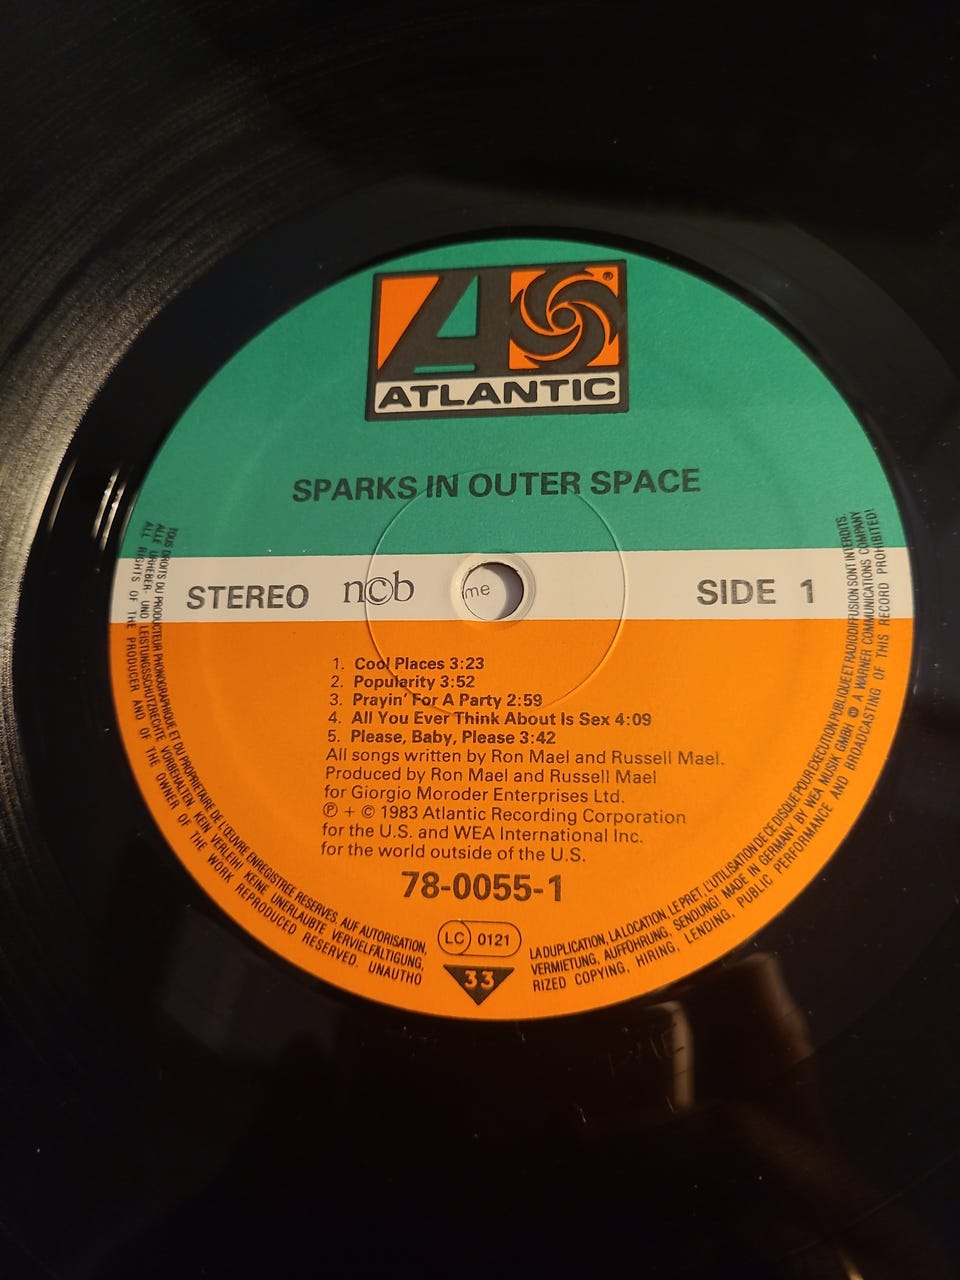 ®
ATLANTIC
SPARKS IN OUTER SPACE
STEREO n©b me SIDE 1
1. Cool Places 3:23
2. Popularity 3:52
3. Prayin' For A Party 2:59
4. All You Ever Think About Is Sex 4:09
5. Please, Baby, Please 3:42
All songs written by Ron Mael and Russell Mael.
Produced by Ron Mael and Russell Mael
for Giorgio Moroder Enterprises Ltd.
℗ + © 1983 Atlantic Recording Corporation
for the U.S. and WEA International Inc.
for the world outside of the U.S.
78-0055-1
LC 0121
33
TOUS DROITS DU PRODUCTEUR PHONOGRAPHIQUE ET DU PROPRIETAIRE DE L'ŒUVRE ENREGISTREE RESERVES. LA DUPLICATION, LA LOCATION, LE PRET, L'UTILISATION DE CE DISQUE POUR EXECUTION PUBLIQUE ET RADIODIFFUSION SONT INTERDITS.
ALLE URHEBER- UND LEISTUNGSSCHUTZRECHTE VORBEHALTEN. KEIN VERLEIH! KEINE UNERLAUBTE VERVIELFÄLTIGUNG, VERMIETUNG, AUFFÜHRUNG, SENDUNG! MADE IN GERMANY BY WEA MUSIK GMBH A WARNER COMMUNICATIONS COMPANY
ALL RIGHTS OF THE PRODUCER AND OF THE OWNER OF THE WORK REPRODUCED RESERVED. UNAUTHORIZED COPYING, HIRING, LENDING, PUBLIC PERFORMANCE AND BROADCASTING OF THIS RECORD PROHIBITED!